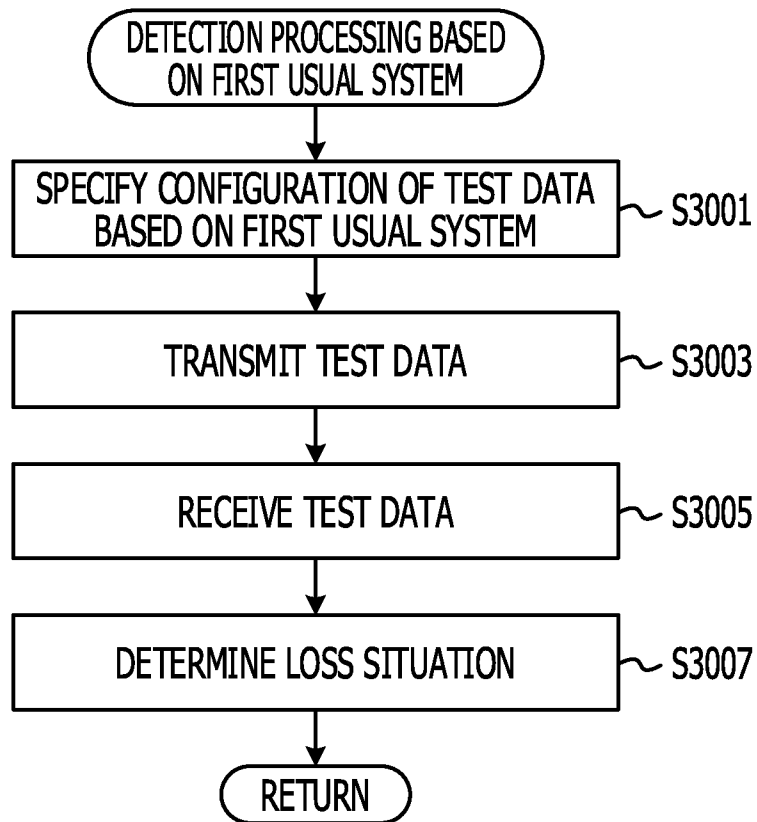 DETECTION PROCESSING BASED
ON FIRST USUAL SYSTEM
SPECIFY CONFIGURATION OF TEST DATA
BASED ON FIRST USUAL SYSTEM
S3001
TRANSMIT TEST DATA
S3003
RECEIVE TEST DATA
S3005
DETERMINE LOSS SITUATION
S3007
RETURN